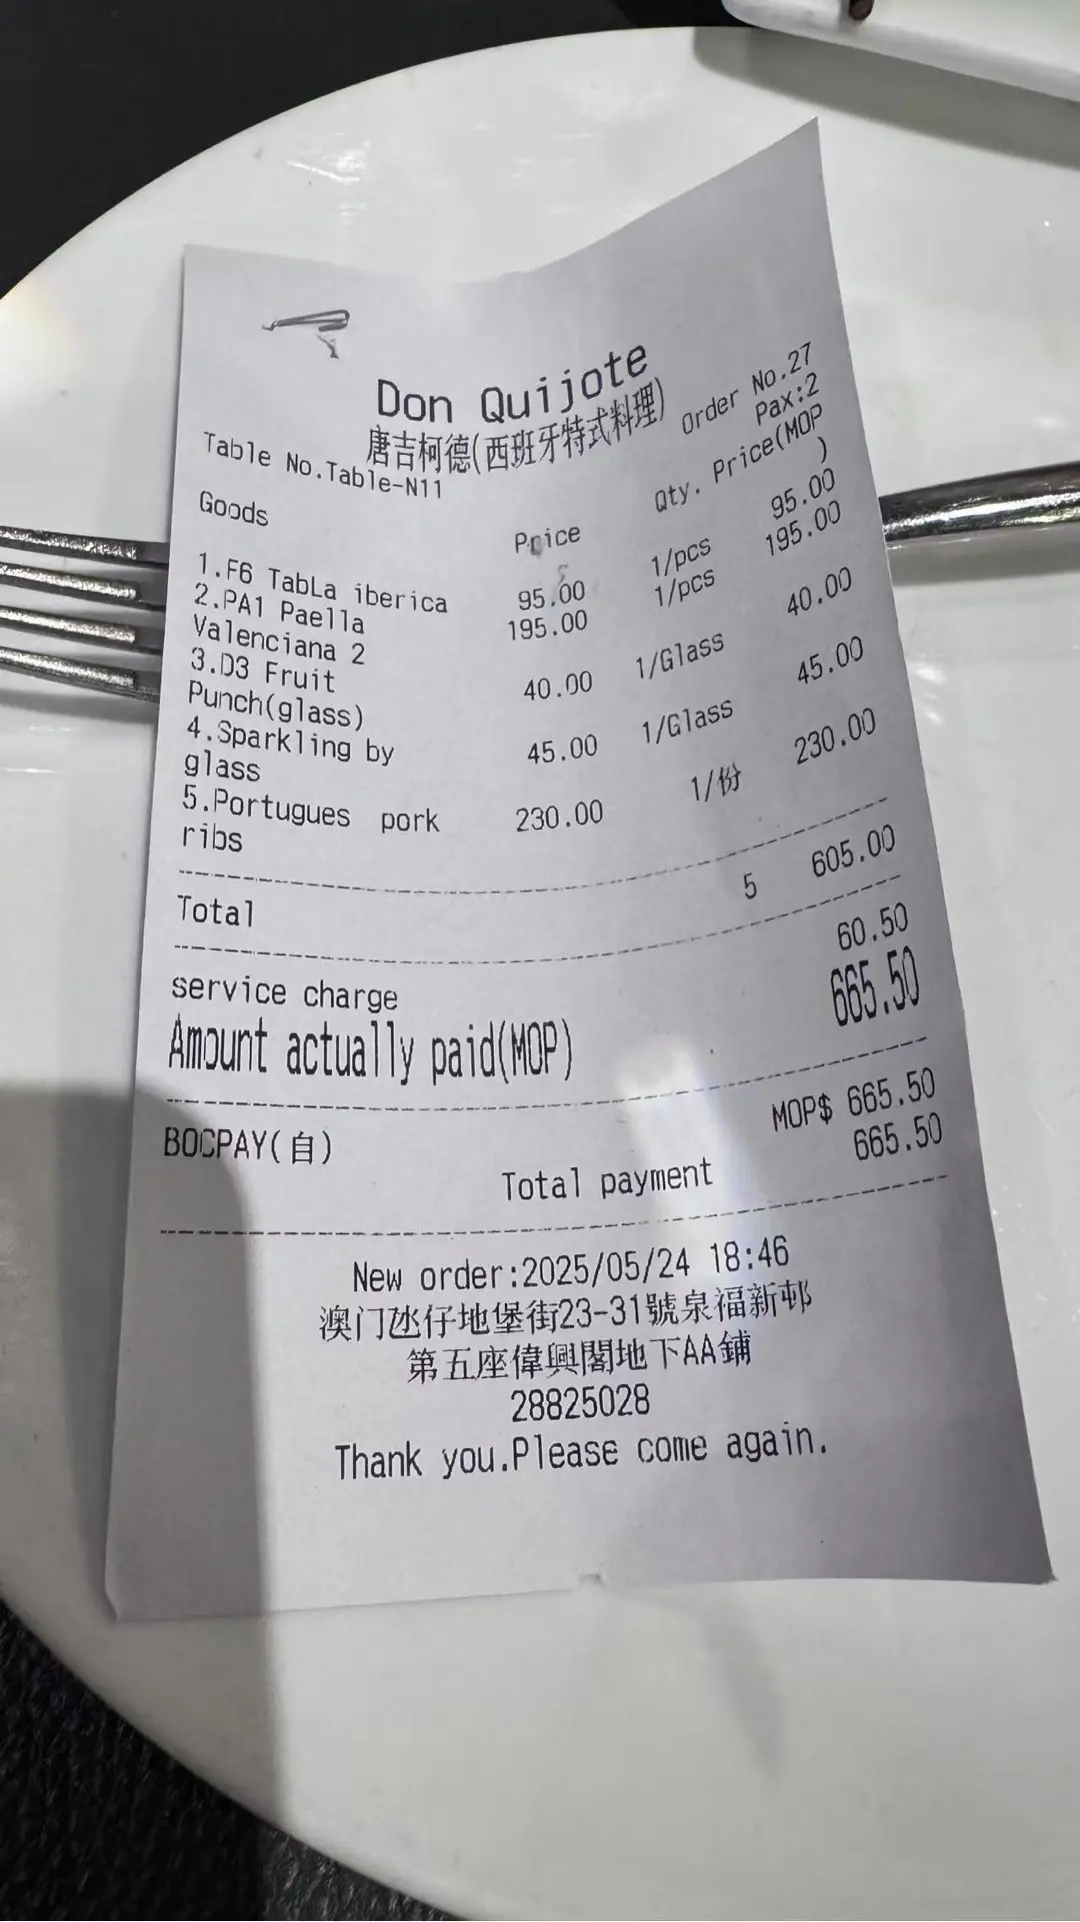 Don Quijote
唐吉柯德(西班牙特式料理)
Order No.27
Table No.Table-N11 Pax:2
Goods Price Qty. Price(MOP
)
1.F6 TabLa iberica 95.00 1/pcs 95.00
2.PA1 Paella 195.00 1/pcs 195.00
Valenciana 2
3.D3 Fruit 40.00 1/Glass 40.00
Punch(glass)
4.Sparkling by 45.00 1/Glass 45.00
glass
5.Portugues pork 230.00 1/份 230.00
ribs
Total 5 605.00
service charge 60.50
Amount actually paid(MOP) 665.50
BOCPAY(自) MOP$ 665.50
Total payment 665.50
New order:2025/05/24 18:46
澳门氹仔地堡街23-31號泉福新邨
第五座偉興閣地下AA鋪
28825028
Thank you.Please come again.